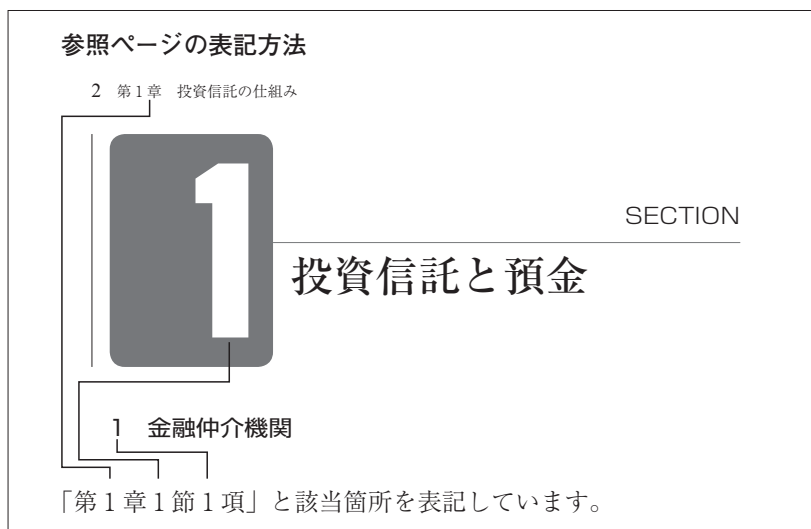 参照ページの表記方法
2 第1章 投資信託の仕組み
1
SECTION
投資信託と預金
1 金融仲介機関
「第1章1節1項」と該当箇所を表記しています。